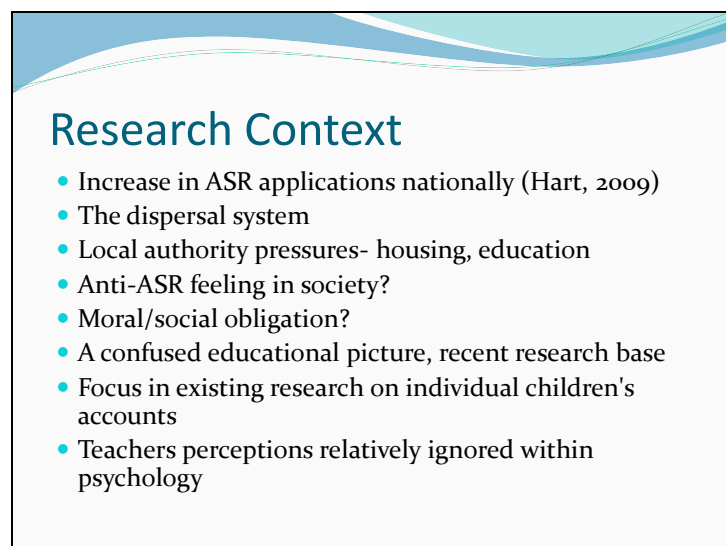 Research Context
• Increase in ASR applications nationally (Hart, 2009)
• The dispersal system
• Local authority pressures- housing, education
• Anti-ASR feeling in society?
• Moral/social obligation?
• A confused educational picture, recent research base
• Focus in existing research on individual children's
accounts
• Teachers perceptions relatively ignored within
psychology